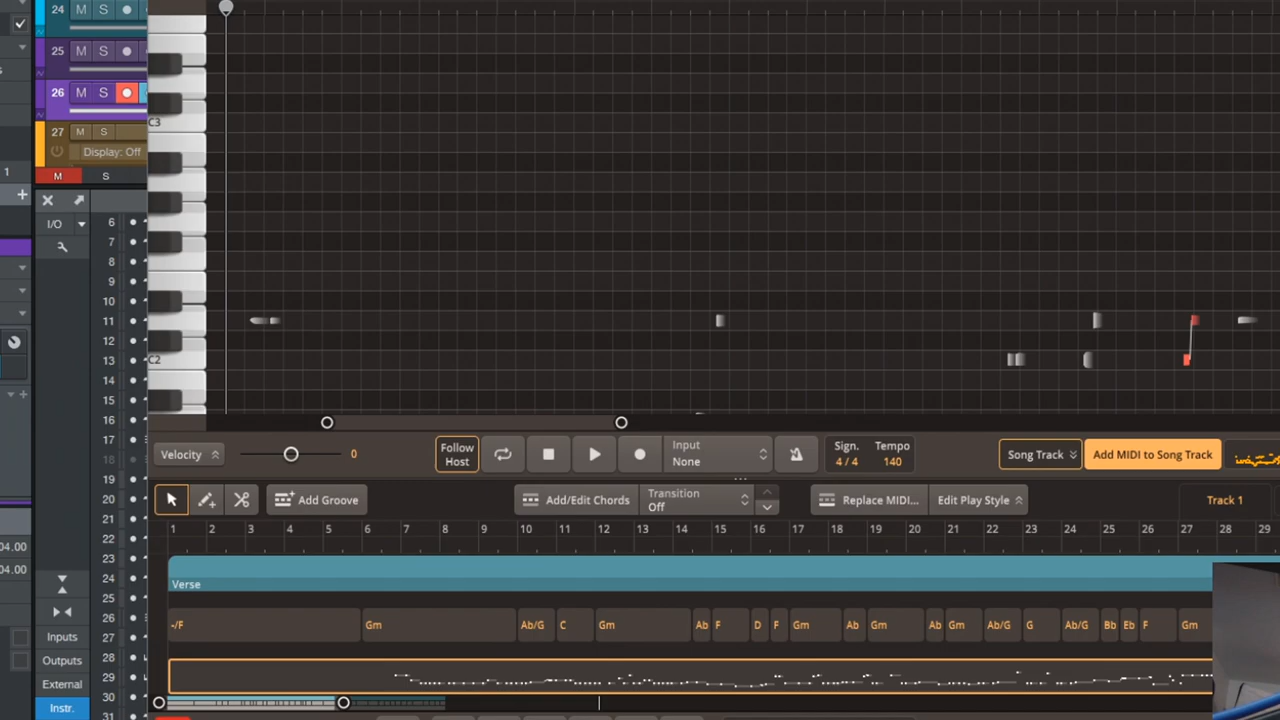 24 M S
25 M S
26 M S
C3
27 M S
Display: Off
1
M S
I/O
6
7
8
9
10
11
12
13
C2
14
15
16
17
18
19
20
21
22
23
24
25
26
27
28
29
30
31
04.00
04.00
Inputs
Outputs
External
Instr.
Velocity 0
Follow Host
Input
None
Sign.
4 / 4
Tempo
140
Song Track
Add MIDI to Song Track
Add Groove
Add/Edit Chords
Transition
Off
Replace MIDI...
Edit Play Style
Track 1
1 2 3 4 5 6 7 8 9 10 11 12 13 14 15 16 17 18 19 20 21 22 23 24 25 26 27 28 29
Verse
-/F Gm Ab/G C Gm Ab F D F Gm Ab Gm Ab Gm Ab/G G Ab/G Bb Eb F Gm